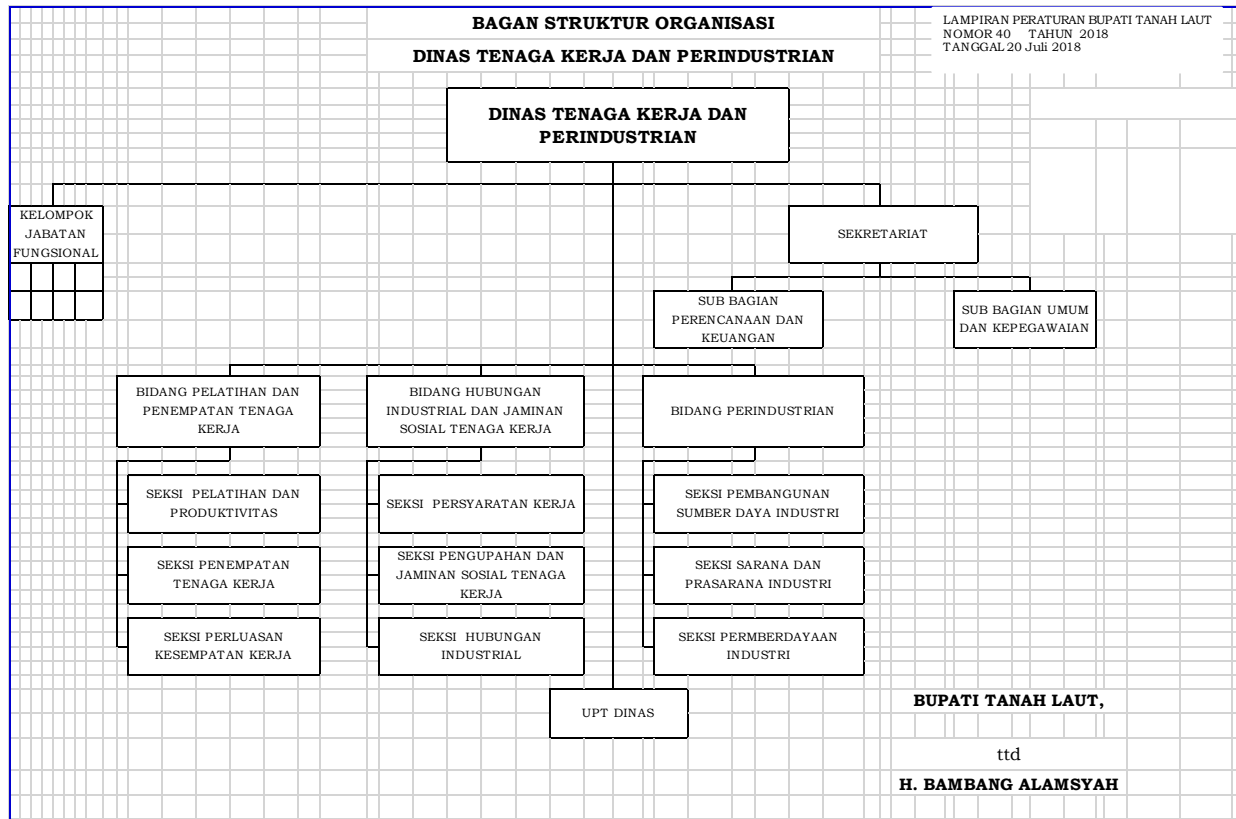 BAGAN STRUKTUR ORGANISASI
DINAS TENAGA KERJA DAN PERINDUSTRIAN
LAMPIRAN PERATURAN BUPATI TANAH LAUT
NOMOR 40 TAHUN 2018
TANGGAL 20 Juli 2018
DINAS TENAGA KERJA DAN
PERINDUSTRIAN
KELOMPOK
JABATAN
FUNGSIONAL
SEKRETARIAT
SUB BAGIAN
PERENCANAAN DAN
KEUANGAN
SUB BAGIAN UMUM
DAN KEPEGAWAIAN
BIDANG PELATIHAN DAN
PENEMPATAN TENAGA
KERJA
BIDANG HUBUNGAN
INDUSTRIAL DAN JAMINAN
SOSIAL TENAGA KERJA
BIDANG PERINDUSTRIAN
SEKSI PELATIHAN DAN
PRODUKTIVITAS
SEKSI PERSYARATAN KERJA
SEKSI PEMBANGUNAN
SUMBER DAYA INDUSTRI
SEKSI PENEMPATAN
TENAGA KERJA
SEKSI PENGUPAHAN DAN
JAMINAN SOSIAL TENAGA
KERJA
SEKSI SARANA DAN
PRASARANA INDUSTRI
SEKSI PERLUASAN
KESEMPATAN KERJA
SEKSI HUBUNGAN
INDUSTRIAL
SEKSI PERMBERDAYAAN
INDUSTRI
UPT DINAS
BUPATI TANAH LAUT,
ttd
H. BAMBANG ALAMSYAH